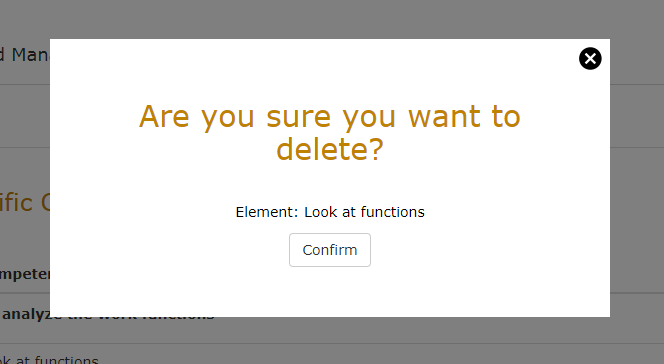 d Man
Are you sure you want to
delete?
ific
Element: Look at functions
Confirm
mpeten
analyze the work functions
ok at functions